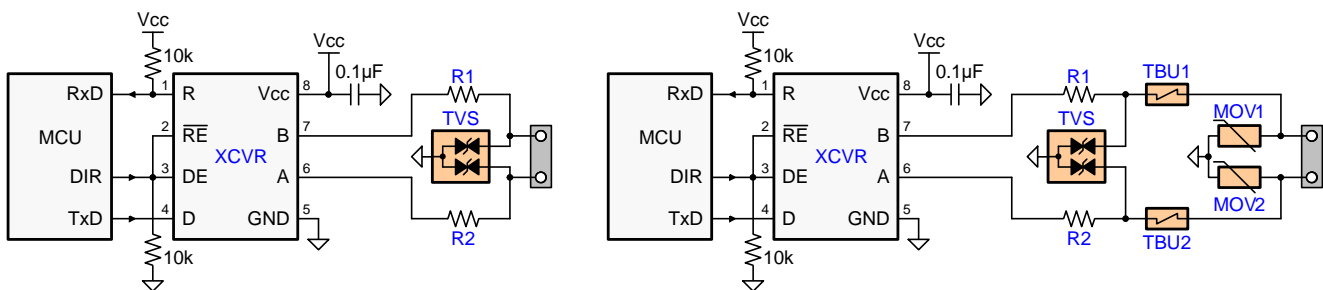 Vcc
10k
RxD
MCU
DIR
TxD
1
2
3
4
R
RE
DE
D
XCVR
Vcc
B
A
GND
8
7
6
5
10k
Vcc
0.1µF
R1
TVS
R2
Vcc
10k
RxD
MCU
DIR
TxD
1
2
3
4
R
RE
DE
D
XCVR
Vcc
B
A
GND
8
7
6
5
10k
Vcc
0.1µF
R1
TVS
R2
TBU1
TBU2
MOV1
MOV2